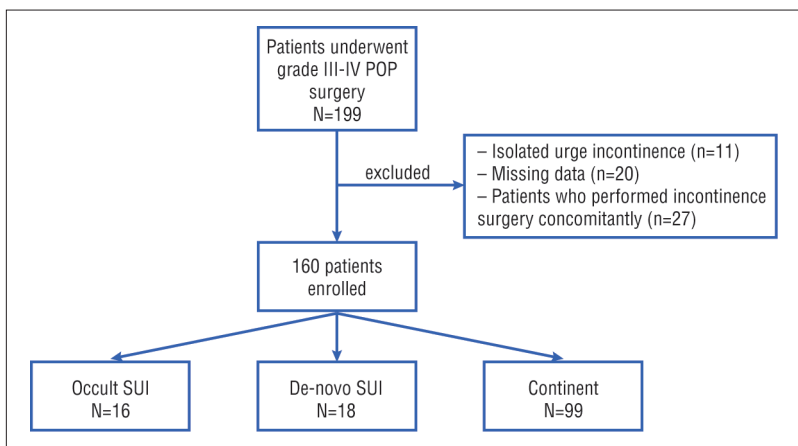 Patients underwent
grade III-IV POP
surgery
N=199
excluded
– Isolated urge incontinence (n=11)
– Missing data (n=20)
– Patients who performed incontinence
surgery concomitantly (n=27)
160 patients
enrolled
Occult SUI
N=16
De-novo SUI
N=18
Continent
N=99